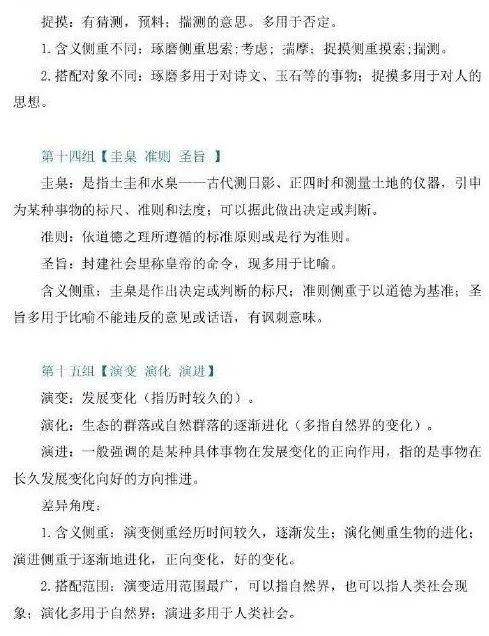 捉摸：有猜测，预料；揣测的意思。多用于否定。
1.含义侧重不同：琢磨侧重思索;考虑；揣摩；捉摸侧重摸索;揣测。
2.搭配对象不同：琢磨多用于对诗文、玉石等的事物；捉摸多用于对人的
思想。
第十四组【圭臬 准则 圣旨 】
圭臬：是指土圭和水臬——古代测日影、正四时和测量土地的仪器，引申
为某种事物的标尺、准则和法度；可以据此做出决定或判断。
准则：依道德之理所遵循的标准原则或是行为准则。
圣旨：封建社会里称皇帝的命令，现多用于比喻。
含义侧重：圭臬是作出决定或判断的标尺；准则侧重于以道德为基准；圣
旨多用于比喻不能违反的意见或话语，有讽刺意味。
第十五组【演变 演化 演进】
演变：发展变化（指历时较久的）。
演化：生态的群落或自然群落的逐渐进化（多指自然界的变化）。
演进：一般强调的是某种具体事物在发展变化的正向作用，指的是事物在
长久发展变化向好的方向推进。
差异角度：
1.含义侧重：演变侧重经历时间较久，逐渐发生；演化侧重生物的进化；
演进侧重于逐渐地进化，正向变化，好的变化。
2.搭配范围：演变适用范围最广，可以指自然界，也可以指人类社会现
象；演化多用于自然界；演进多用于人类社会。